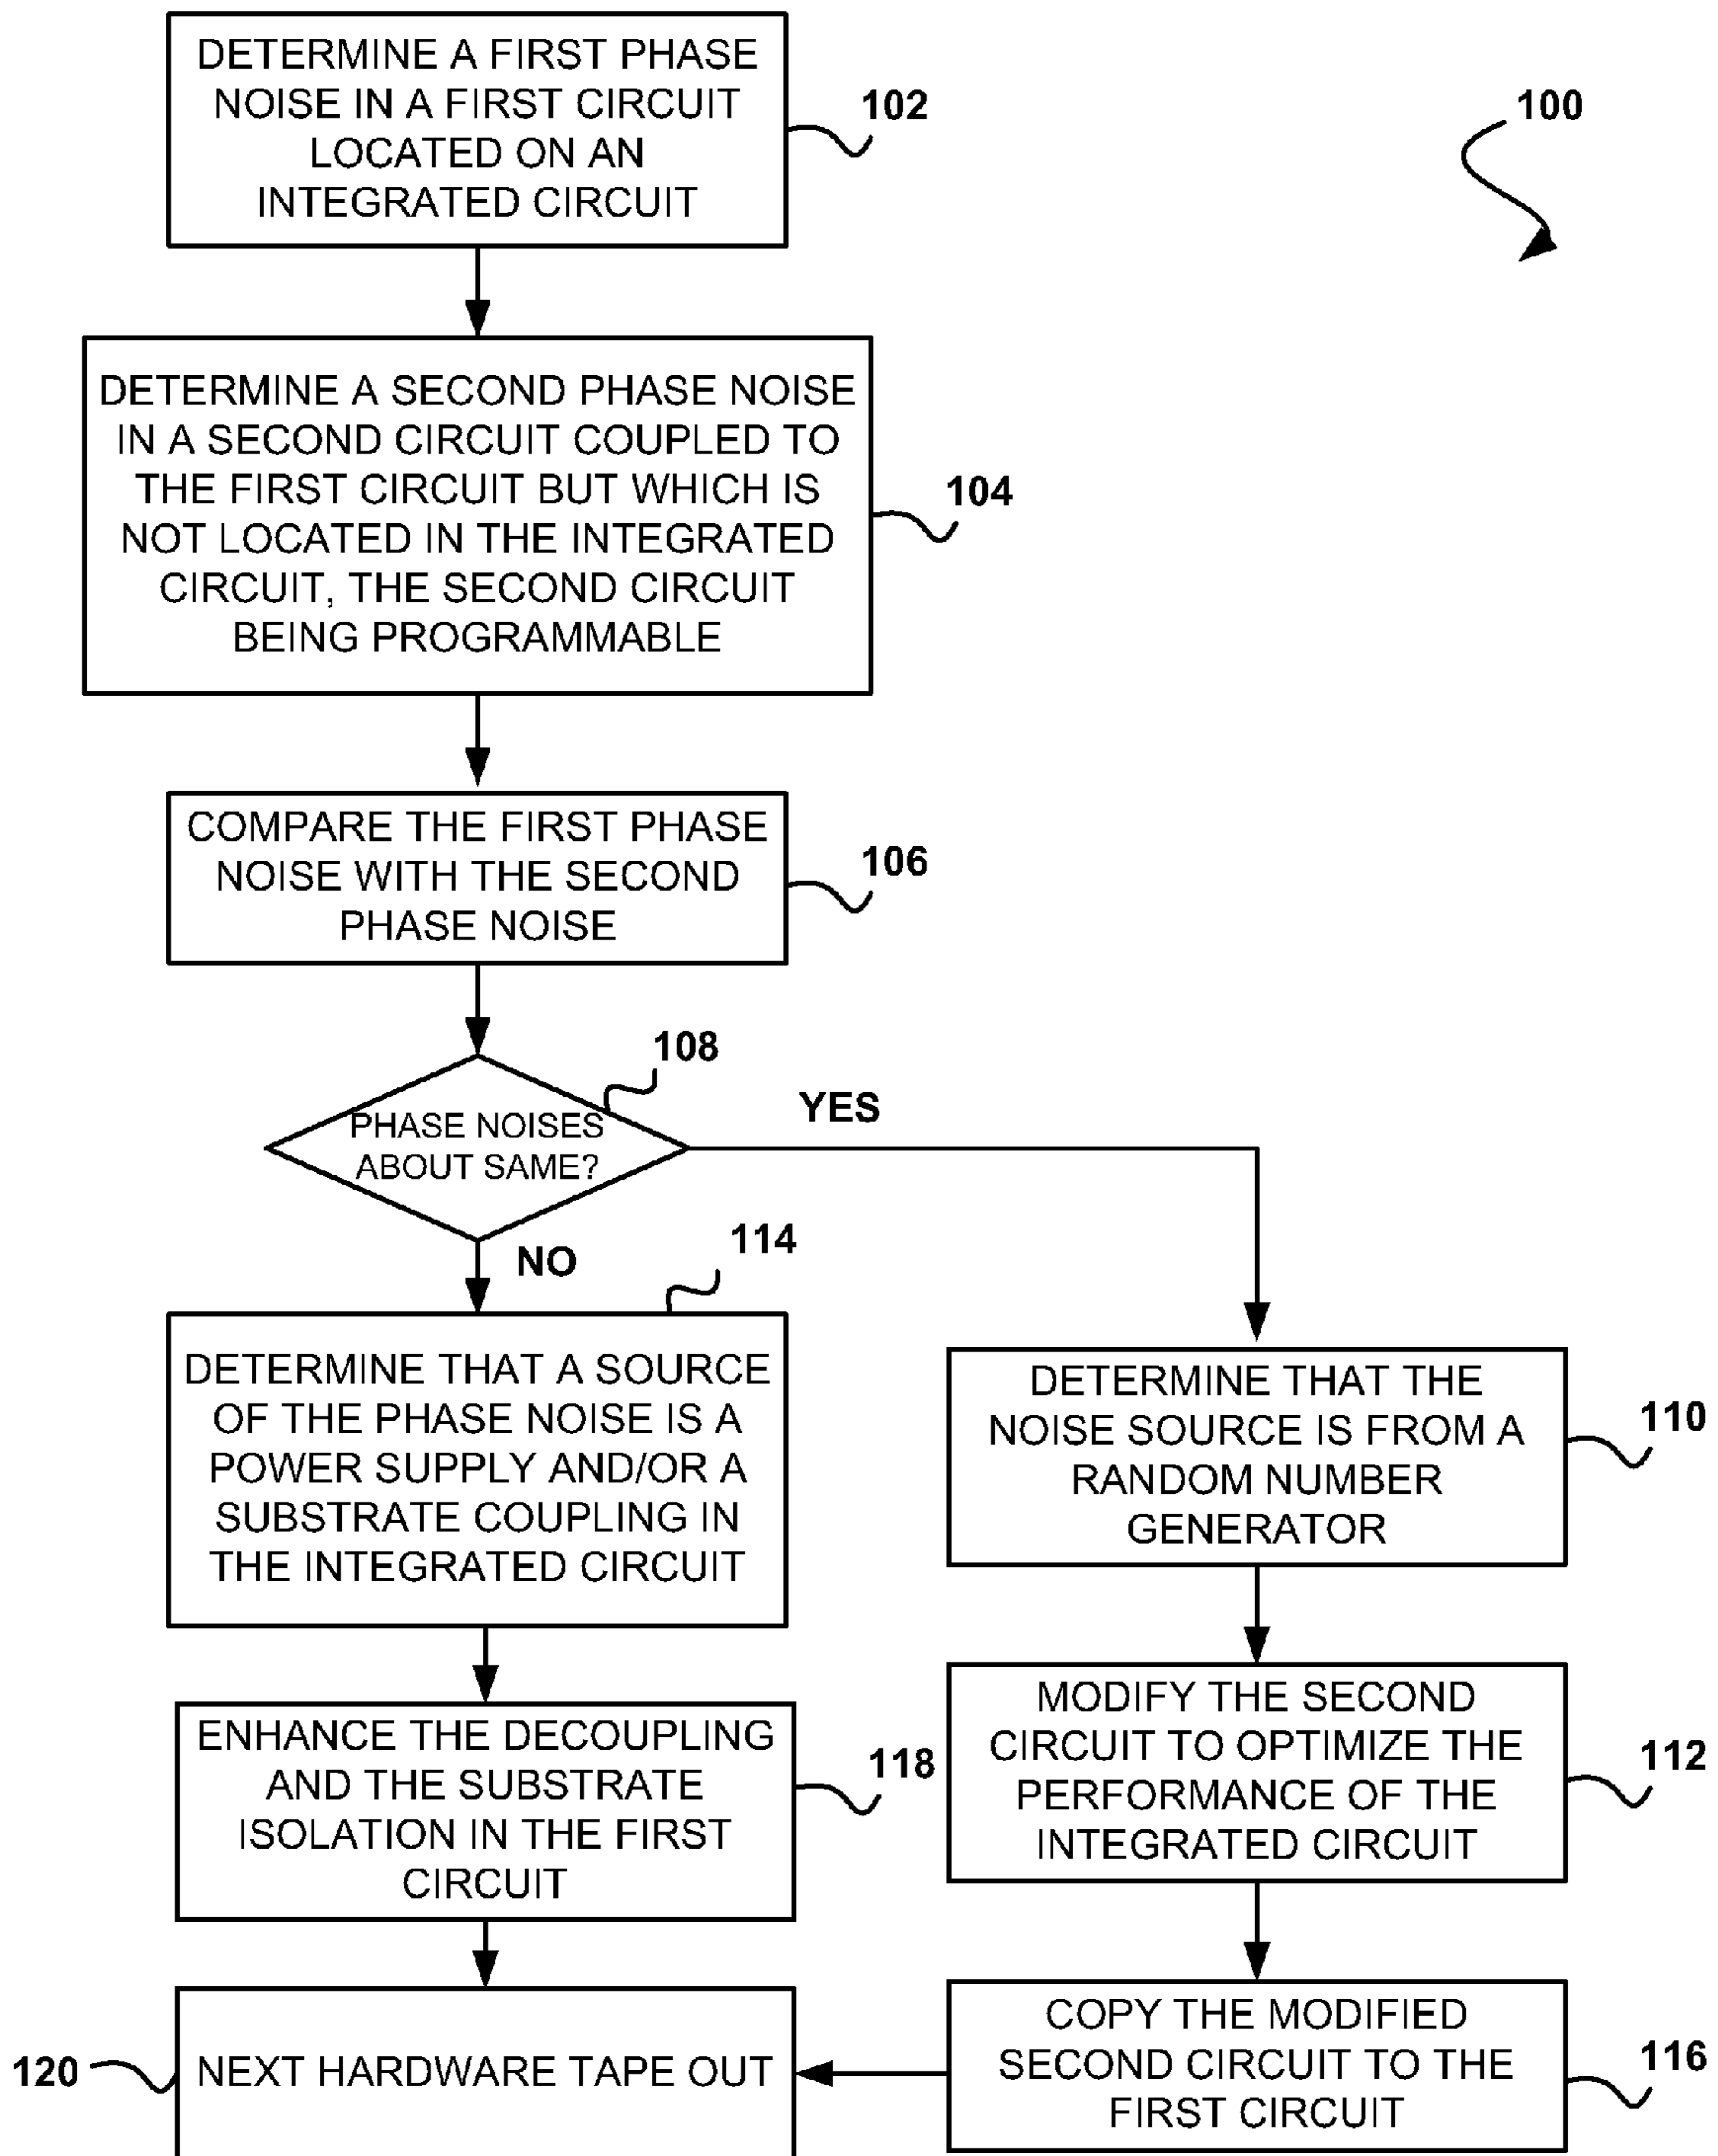 DETERMINE A FIRST PHASE
NOISE IN A FIRST CIRCUIT
LOCATED ON AN
INTEGRATED CIRCUIT
102
100
DETERMINE A SECOND PHASE NOISE
IN A SECOND CIRCUIT COUPLED TO
THE FIRST CIRCUIT BUT WHICH IS
NOT LOCATED IN THE INTEGRATED
CIRCUIT, THE SECOND CIRCUIT
BEING PROGRAMMABLE
104
COMPARE THE FIRST PHASE
NOISE WITH THE SECOND
PHASE NOISE
106
108
PHASE NOISES
ABOUT SAME?
YES
NO
114
DETERMINE THAT A SOURCE
OF THE PHASE NOISE IS A
POWER SUPPLY AND/OR A
SUBSTRATE COUPLING IN
THE INTEGRATED CIRCUIT
DETERMINE THAT THE
NOISE SOURCE IS FROM A
RANDOM NUMBER
GENERATOR
110
ENHANCE THE DECOUPLING
AND THE SUBSTRATE
ISOLATION IN THE FIRST
CIRCUIT
118
MODIFY THE SECOND
CIRCUIT TO OPTIMIZE THE
PERFORMANCE OF THE
INTEGRATED CIRCUIT
112
120
NEXT HARDWARE TAPE OUT
COPY THE MODIFIED
SECOND CIRCUIT TO THE
FIRST CIRCUIT
116